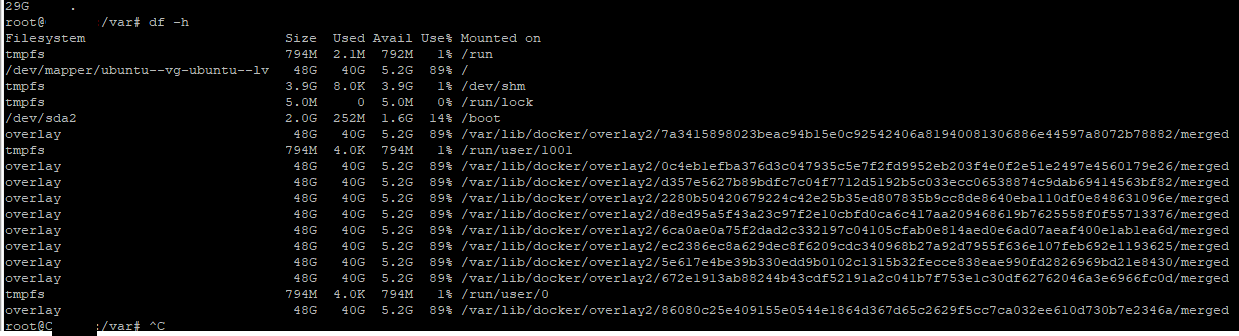 29G     .
root@       :/var# df -h
Filesystem                         Size  Used Avail Use% Mounted on
tmpfs                              794M  2.1M  792M   1% /run
/dev/mapper/ubuntu--vg-ubuntu--lv   48G   40G  5.2G  89% /
tmpfs                              3.9G  8.0K  3.9G   1% /dev/shm
tmpfs                              5.0M     0  5.0M   0% /run/lock
/dev/sda2                          2.0G  252M  1.6G  14% /boot
overlay                             48G   40G  5.2G  89% /var/lib/docker/overlay2/7a3415898023beac94b15e0c92542406a81940081306886e44597a8072b78882/merged
tmpfs                              794M  4.0K  794M   1% /run/user/1001
overlay                             48G   40G  5.2G  89% /var/lib/docker/overlay2/0c4eb1efba376d3c047935c5e7f2fd9952eb203f4e0f2e51e2497e4560179e26/merged
overlay                             48G   40G  5.2G  89% /var/lib/docker/overlay2/d357e5627b89bdfc7c04f7712d5192b5c033ecc06538874c9dab69414563bf82/merged
overlay                             48G   40G  5.2G  89% /var/lib/docker/overlay2/2280b50420679224c42e25b35ed807835b9cc8de8640eba110df0e848631096e/merged
overlay                             48G   40G  5.2G  89% /var/lib/docker/overlay2/d8ed95a5f43a23c97f2e10cbfd0ca6c417aa209468619b7625558f0f55713376/merged
overlay                             48G   40G  5.2G  89% /var/lib/docker/overlay2/6ca0ae0a75f2dad2c332197c04105cfab0e814aed0e6ad07aeaf400e1ab1ea6d/merged
overlay                             48G   40G  5.2G  89% /var/lib/docker/overlay2/ec2386ec8a629dec8f6209cdc340968b27a92d7955f636e107feb692e1193625/merged
overlay                             48G   40G  5.2G  89% /var/lib/docker/overlay2/5e617e4be39b330edd9b0102c1315b32fecce838eae990fd2826969bd21e8430/merged
overlay                             48G   40G  5.2G  89% /var/lib/docker/overlay2/672e1913ab88244b43cdf52191a2c041b7f753e1c30df62762046a3e6966fc0d/merged
tmpfs                              794M  4.0K  794M   1% /run/user/0
overlay                             48G   40G  5.2G  89% /var/lib/docker/overlay2/86080c25e409155e0544e1864d367d65c2629f5cc7ca032ee610d730b7e2346a/merged
root@C      :/var# ^C